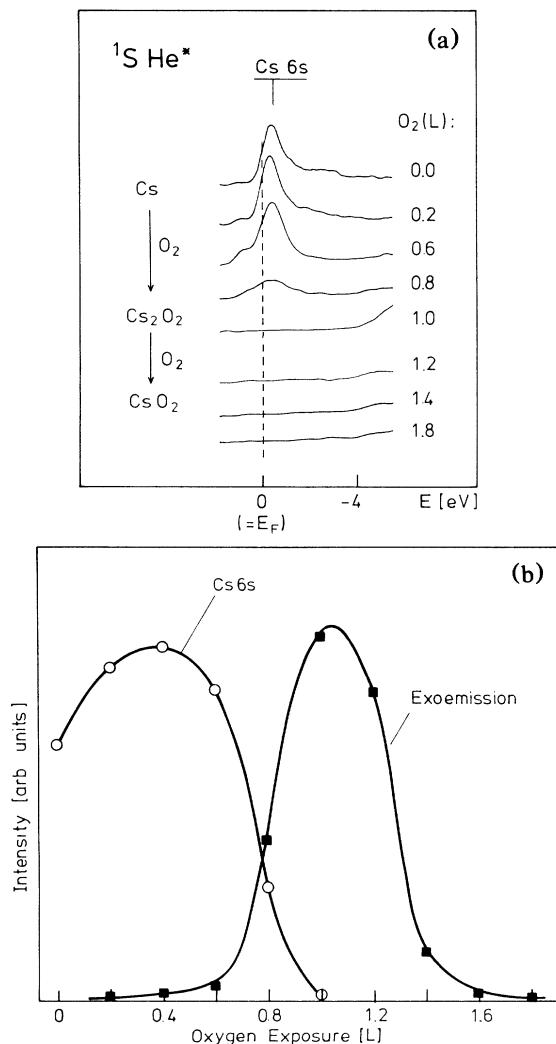 (a)
¹S He*
Cs 6s
O₂(L):
0.0
Cs
0.2
O₂
0.6
0.8
Cs₂O₂
1.0
O₂
1.2
CsO₂
1.4
1.8
0 -4 E [eV]
(=E_F)
(b)
Cs6s
Exoemission
Intensity [arb units]
0 0.4 0.8 1.2 1.6
Oxygen Exposure [L]